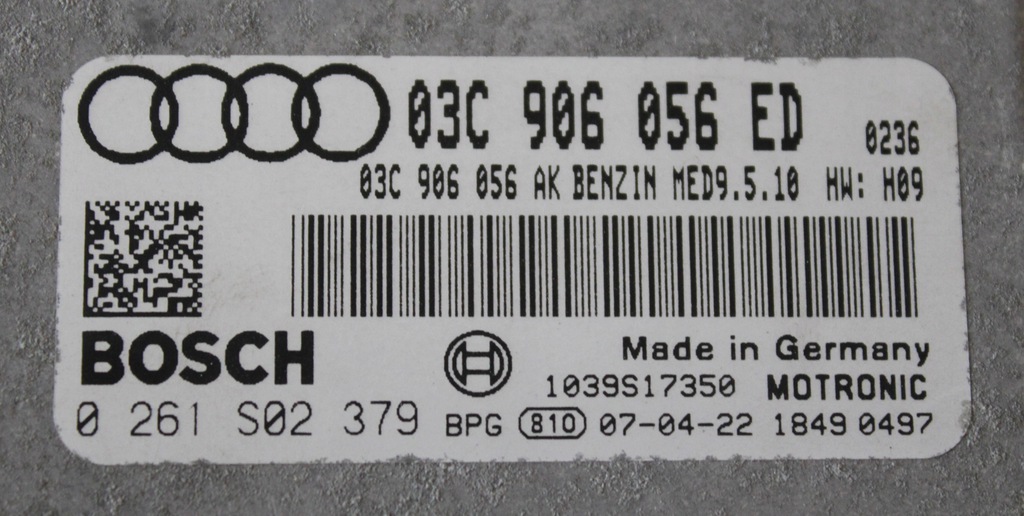 03C 906 056 ED 0236
03C 906 056 AK BENZIN MED9.5.10 HW: H09
BOSCH
Made in Germany
1039S17350 MOTRONIC
0 261 S02 379 BPG 810 07-04-22 1849 0497